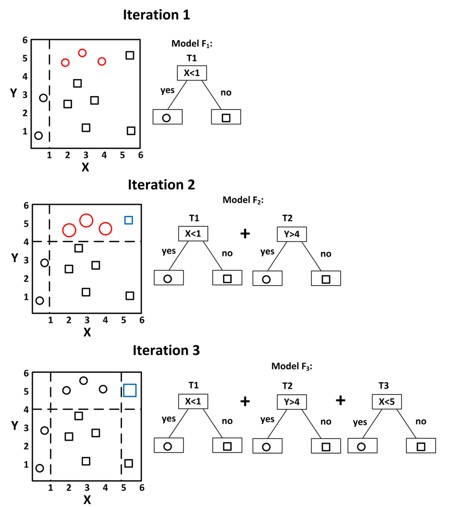 Iteration 1
Model F₁:
T1
X<1
yes
no
6
5
4
3
2
1
Y
1 2 3 4 5 6
X
Iteration 2
Model F₂:
T1 + T2
X<1 Y>4
yes no yes no
6
5
4
3
2
1
Y
1 2 3 4 5 6
X
Iteration 3
Model F₃:
T1 + T2 + T3
X<1 Y>4 X<5
yes no yes no yes no
6
5
4
3
2
1
Y
1 2 3 4 5 6
X